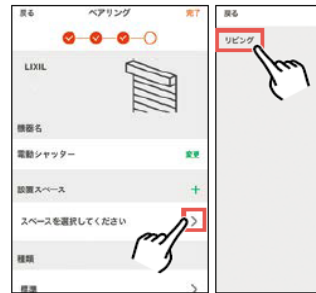 戻る ペアリング 完了
LIXIL
機器名
電動シャッター 変更
設置スペース +
スペースを選択してください >
種類
標準 >
戻る
リビング